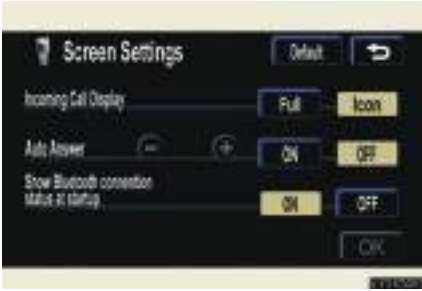 Screen Settings
Default
Incoming Call Display
Full
Icon
Auto Answer
ON
OFF
Show Bluetooth connention
status at startup
ON
OFF
OK